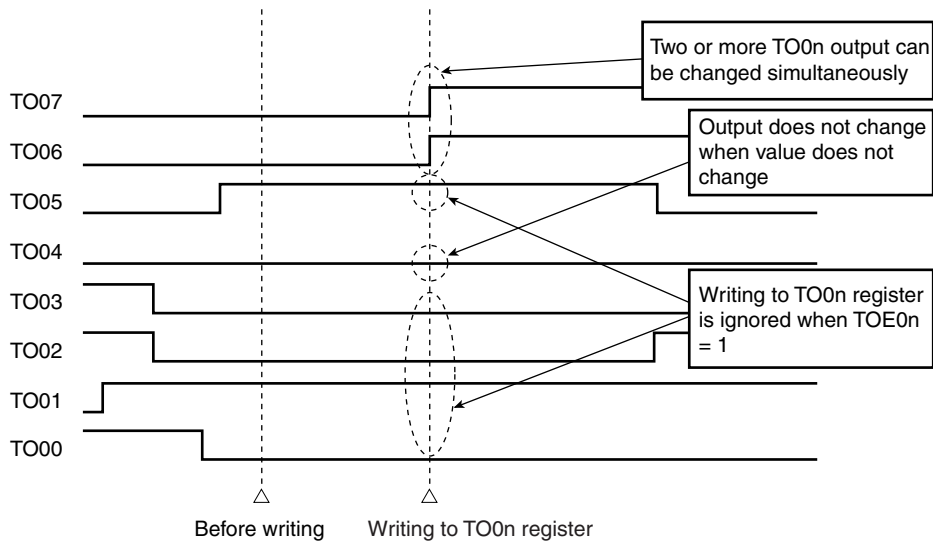 Two or more TO0n output can
be changed simultaneously
TO07
Output does not change
when value does not
change
TO06
TO05
TO04
TO03
Writing to TO0n register
is ignored when TOE0n
= 1
TO02
TO01
TO00
Before writing
Writing to TO0n register